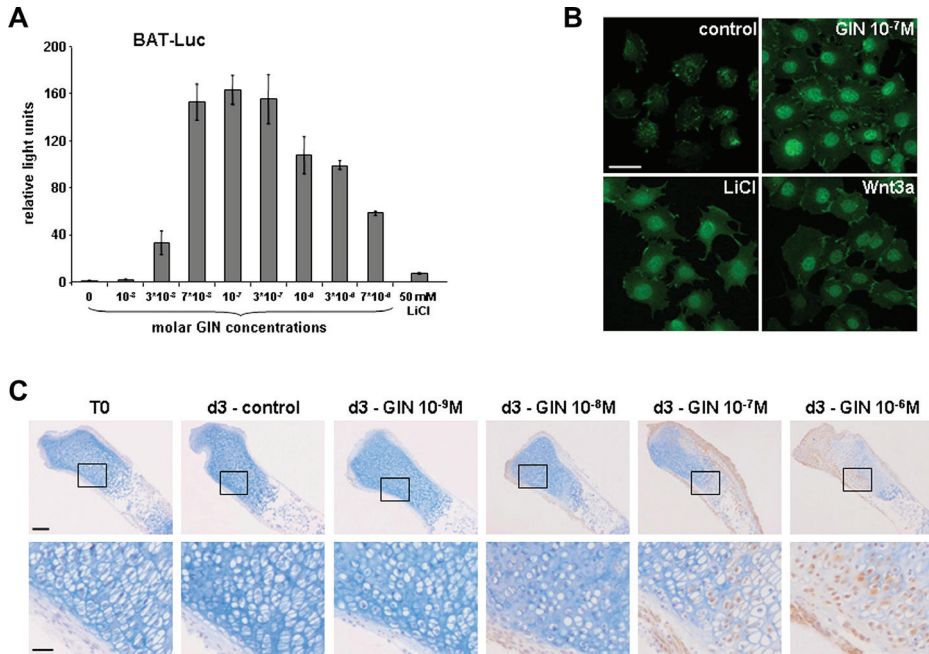 A
BAT-Luc
relative light units
200
160
120
80
40
0
0 10⁻⁸ 3*10⁻⁸ 7*10⁻⁸ 10⁻⁷ 3*10⁻⁷ 10⁻⁶ 3*10⁻⁶ 7*10⁻⁶ 50 mM
LiCl
molar GIN concentrations
B
control
GIN 10⁻⁷M
LiCl
Wnt3a
C
T0
d3 - control
d3 - GIN 10⁻⁹M
d3 - GIN 10⁻⁸M
d3 - GIN 10⁻⁷M
d3 - GIN 10⁻⁶M